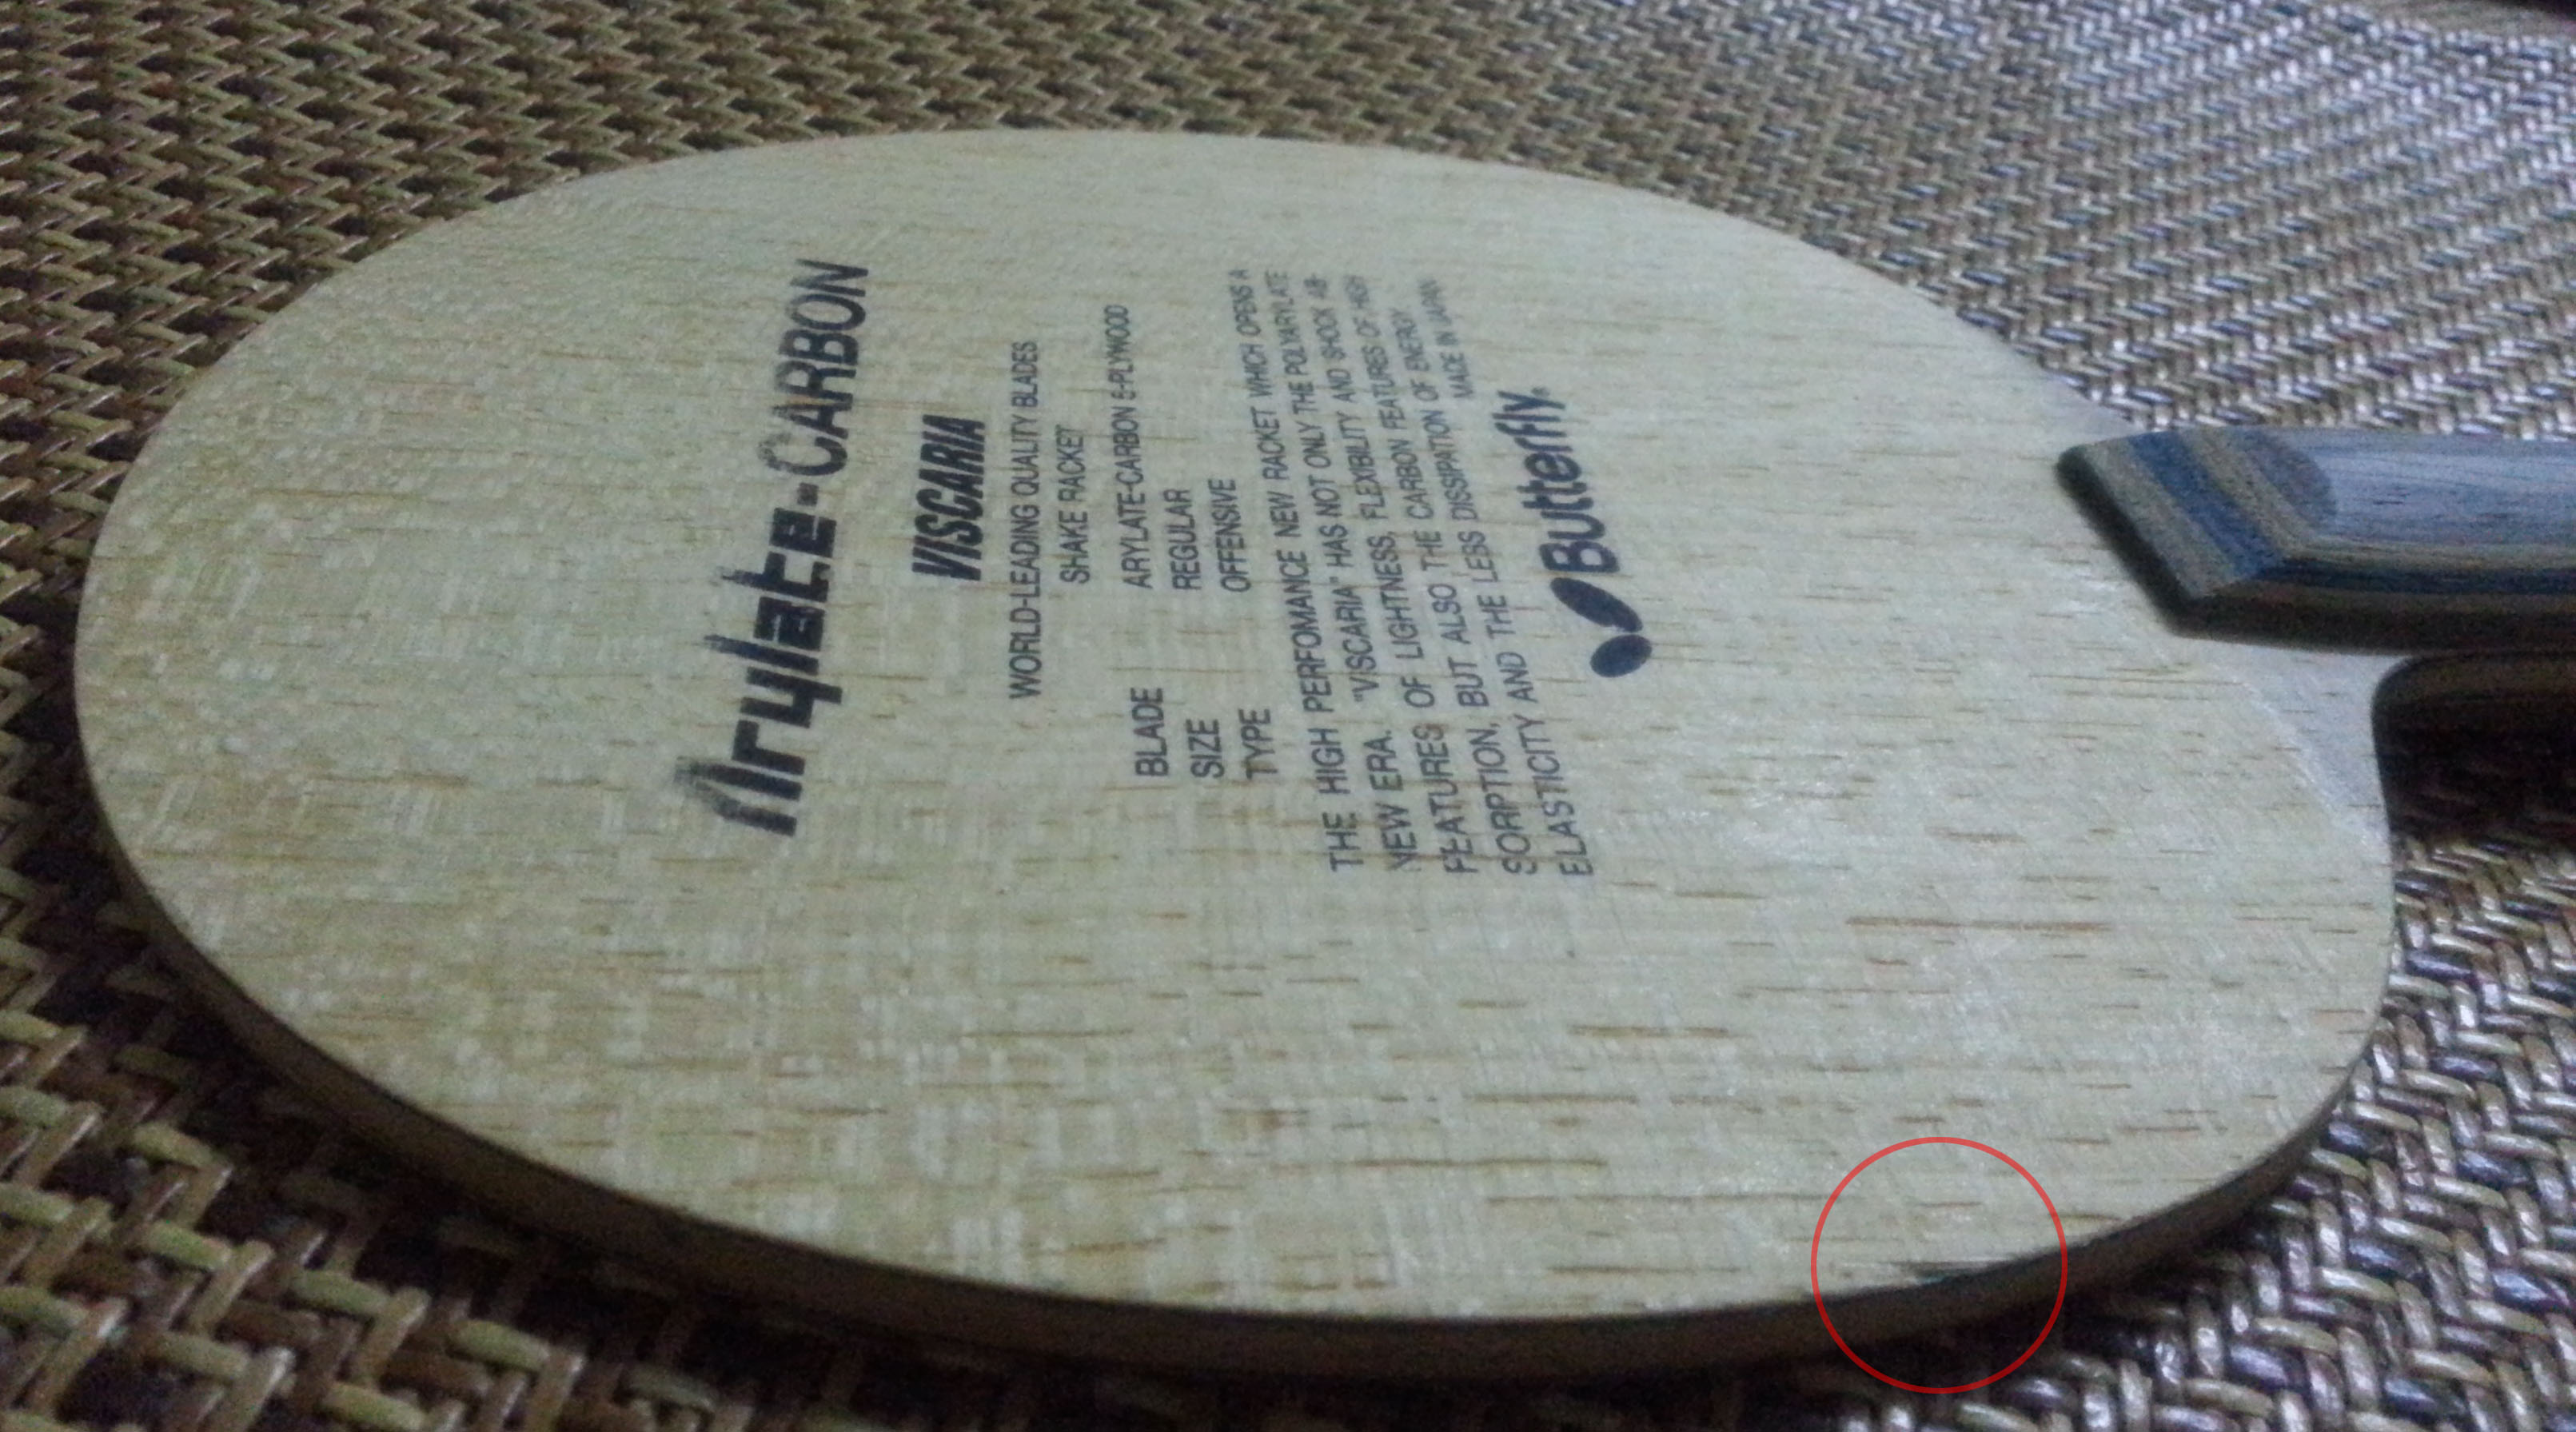 Arylate-CARBON
VISCARIA
WORLD-LEADING QUALITY BLADES
SHAKE RACKET
BLADE ARYLATE-CARBON 5-PLYWOOD
SIZE REGULAR
TYPE OFFENSIVE
THE HIGH PERFOMANCE NEW RACKET WHICH OPENS A
NEW ERA. "VISCARIA" HAS NOT ONLY THE POLYARYLATE
FEATURES OF LIGHTNESS, FLEXIBILITY AND SHOCK AB-
SORPTION, BUT ALSO THE CARBON FEATURES OF HIGH
ELASTICITY AND THE LESS DISSIPATION OF ENERGY.
MADE IN JAPAN
Butterfly